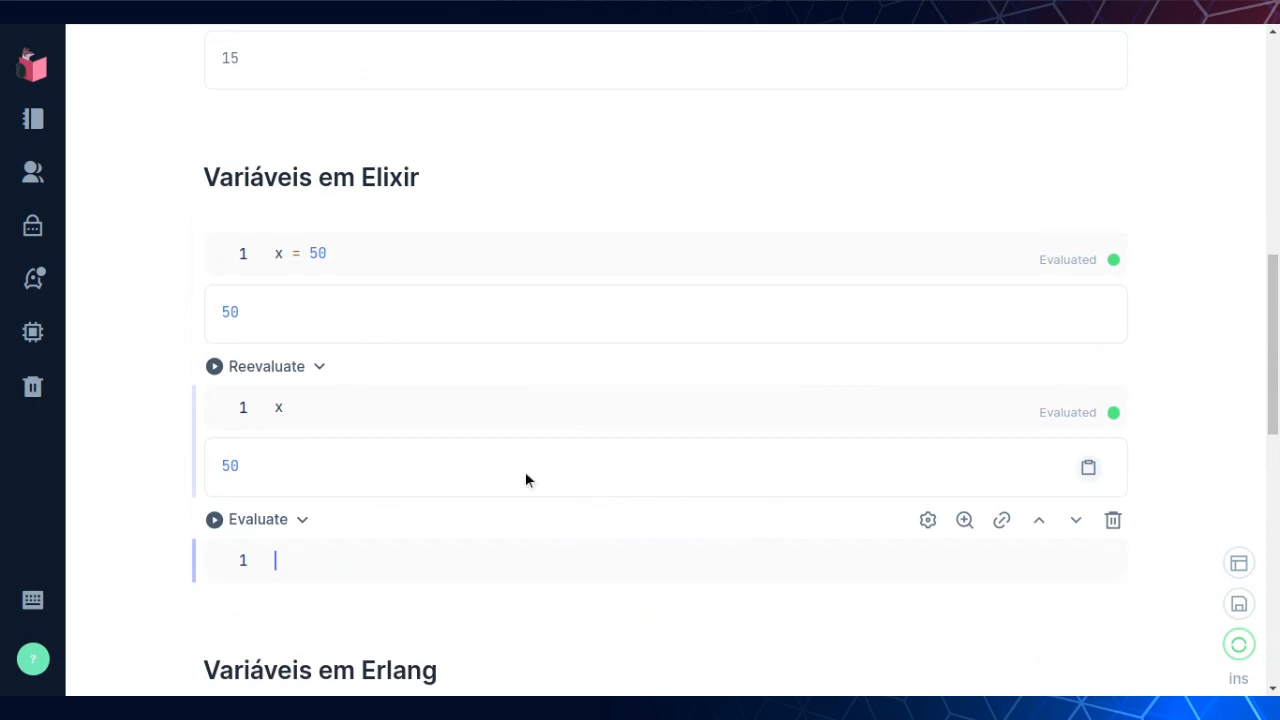 15
Variáveis em Elixir
1 x = 50
Evaluated
50
Reevaluate
1 x
Evaluated
50
Evaluate
1
Variáveis em Erlang
?
ins